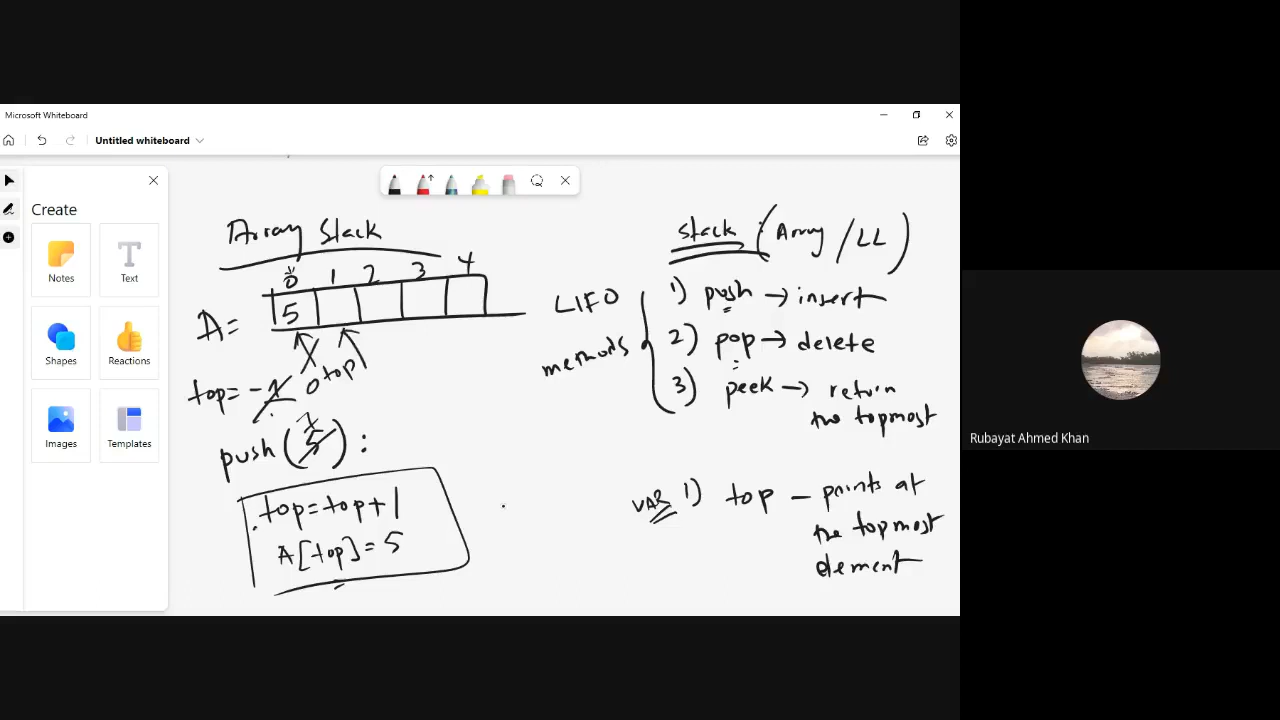 Microsoft Whiteboard
Untitled whiteboard
Create
Notes
Text
Shapes
Reactions
Images
Templates
Array Stack
0 1 2 3 4
A = 5
top = -1 0 top
push (5 7) :
top = top + 1
A[top] = 5
LIFO
methods
stack (Array / LL)
1) push → insert
2) pop → delete
3) peek → return
the topmost
VAR 1) top – points at
the topmost
element
Rubayat Ahmed Khan